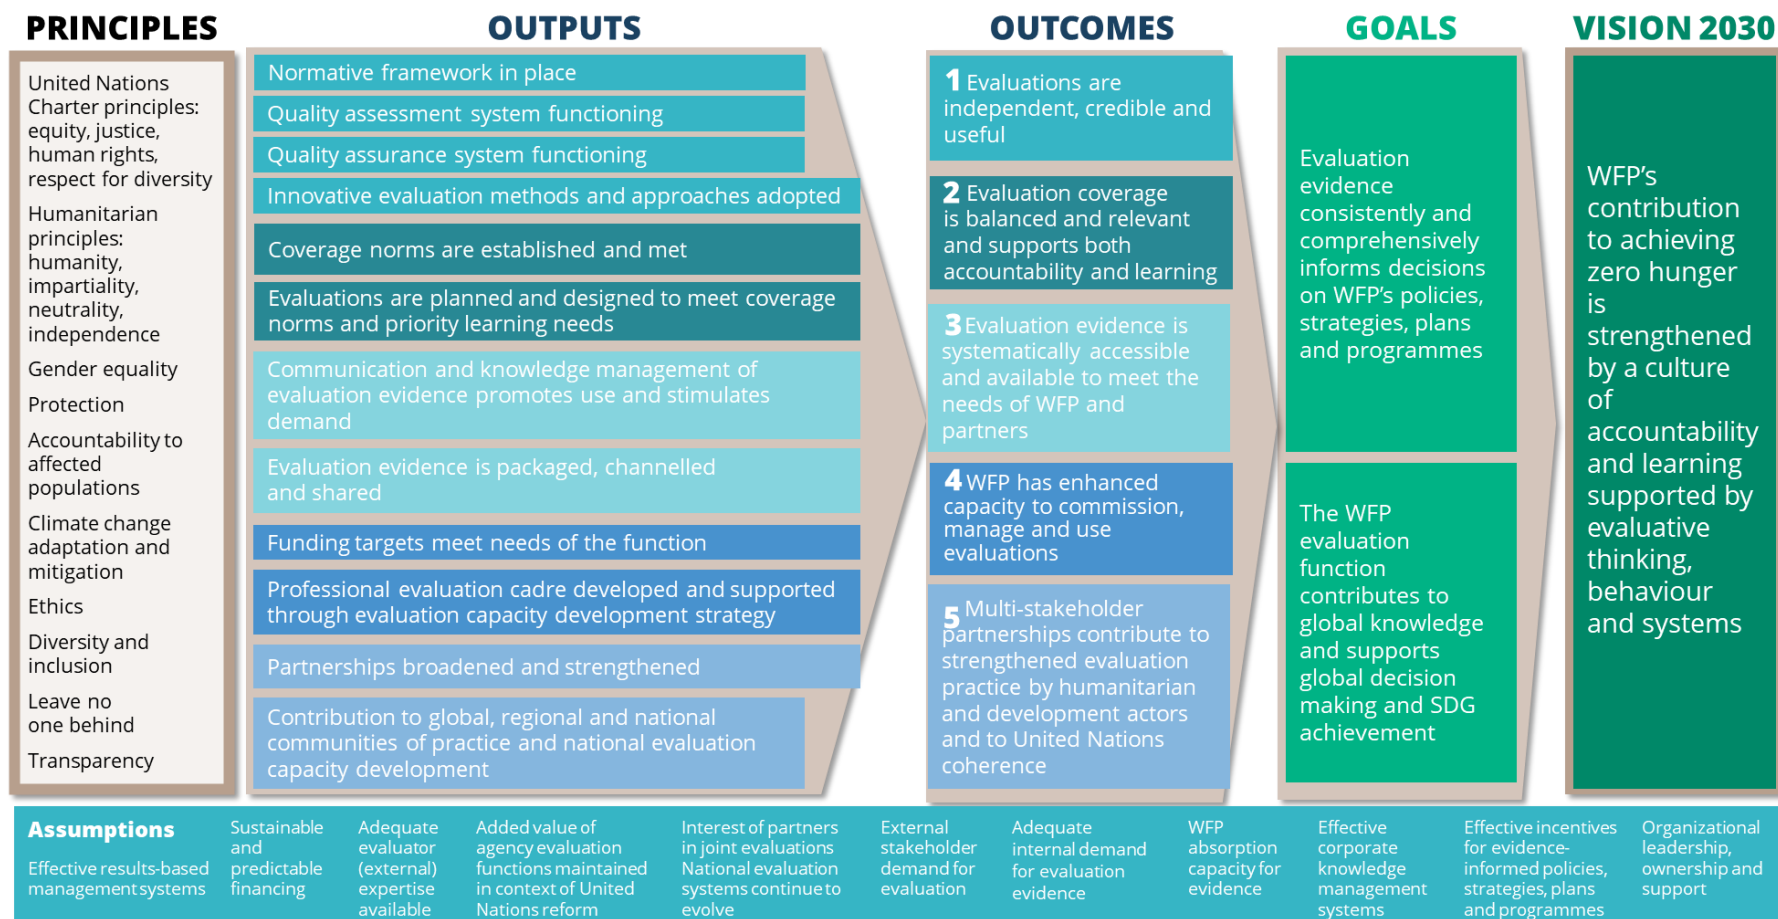 PRINCIPLES
United Nations
Charter principles:
equity, justice,
human rights,
respect for diversity
Humanitarian
principles:
humanity,
impartiality,
neutrality,
independence
Gender equality
Protection
Accountability to
affected
populations
Climate change
adaptation and
mitigation
Ethics
Diversity and
inclusion
Leave no
one behind
Transparency
OUTPUTS
Normative framework in place
Quality assessment system functioning
Quality assurance system functioning
Innovative evaluation methods and approaches adopted
Coverage norms are established and met
Evaluations are planned and designed to meet coverage
norms and priority learning needs
Communication and knowledge management of
evaluation evidence promotes use and stimulates
demand
Evaluation evidence is packaged, channelled
and shared
Funding targets meet needs of the function
Professional evaluation cadre developed and supported
through evaluation capacity development strategy
Partnerships broadened and strengthened
Contribution to global, regional and national
communities of practice and national evaluation
capacity development
OUTCOMES
1 Evaluations are
independent, credible and
useful
2 Evaluation coverage
is balanced and relevant
and supports both
accountability and learning
3 Evaluation evidence is
systematically accessible
and available to meet the
needs of WFP and
partners
4 WFP has enhanced
capacity to commission,
manage and use
evaluations
5 Multi-stakeholder
partnerships contribute to
strengthened evaluation
practice by humanitarian
and development actors
and to United Nations
coherence
GOALS
Evaluation
evidence
consistently and
comprehensively
informs decisions
on WFP's policies,
strategies, plans
and programmes
The WFP
evaluation
function
contributes to
global knowledge
and supports
global decision
making and SDG
achievement
VISION 2030
WFP's
contribution
to achieving
zero hunger
is
strengthened
by a culture
of
accountability
and learning
supported by
evaluative
thinking,
behaviour
and systems
Assumptions
Effective results-based
management systems
Sustainable
and
predictable
financing
Adequate
evaluator
(external)
expertise
available
Added value of
agency evaluation
functions maintained
in context of United
Nations reform
Interest of partners
in joint evaluations
National evaluation
systems continue to
evolve
External
stakeholder
demand for
evaluation
Adequate
internal demand
for evaluation
evidence
WFP
absorption
capacity for
evidence
Effective
corporate
knowledge
management
systems
Effective incentives
for evidence-
informed policies,
strategies, plans
and programmes
Organizational
leadership,
ownership and
support